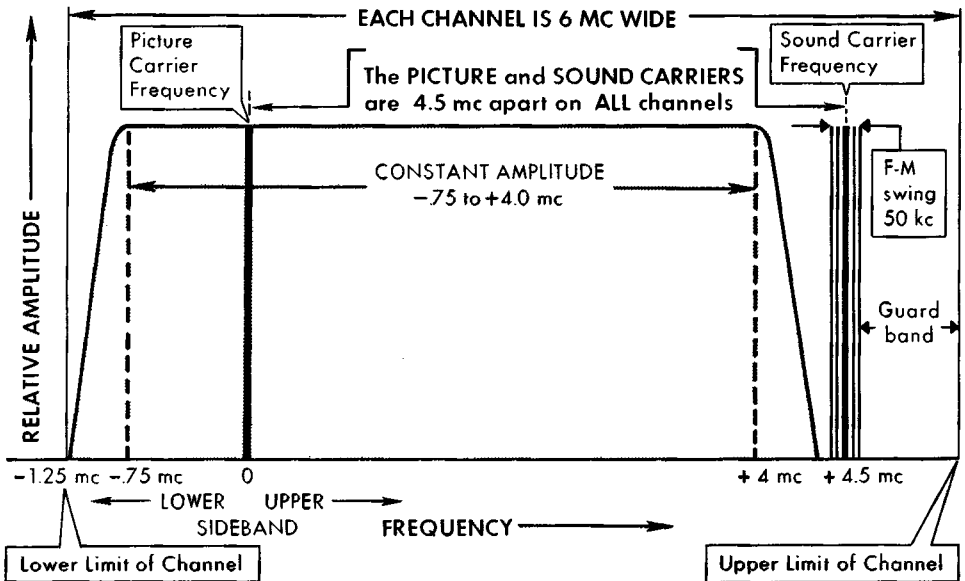 EACH CHANNEL IS 6 MC WIDE
Picture
Carrier
Frequency
The PICTURE and SOUND CARRIERS
are 4.5 mc apart on ALL channels
Sound Carrier
Frequency
CONSTANT AMPLITUDE
-.75 to +4.0 mc
F-M
swing
50 kc
Guard
band
RELATIVE AMPLITUDE
-1.25 mc
-.75 mc
0
+ 4 mc
+ 4.5 mc
LOWER UPPER
SIDEBAND
FREQUENCY
Lower Limit of Channel
Upper Limit of Channel